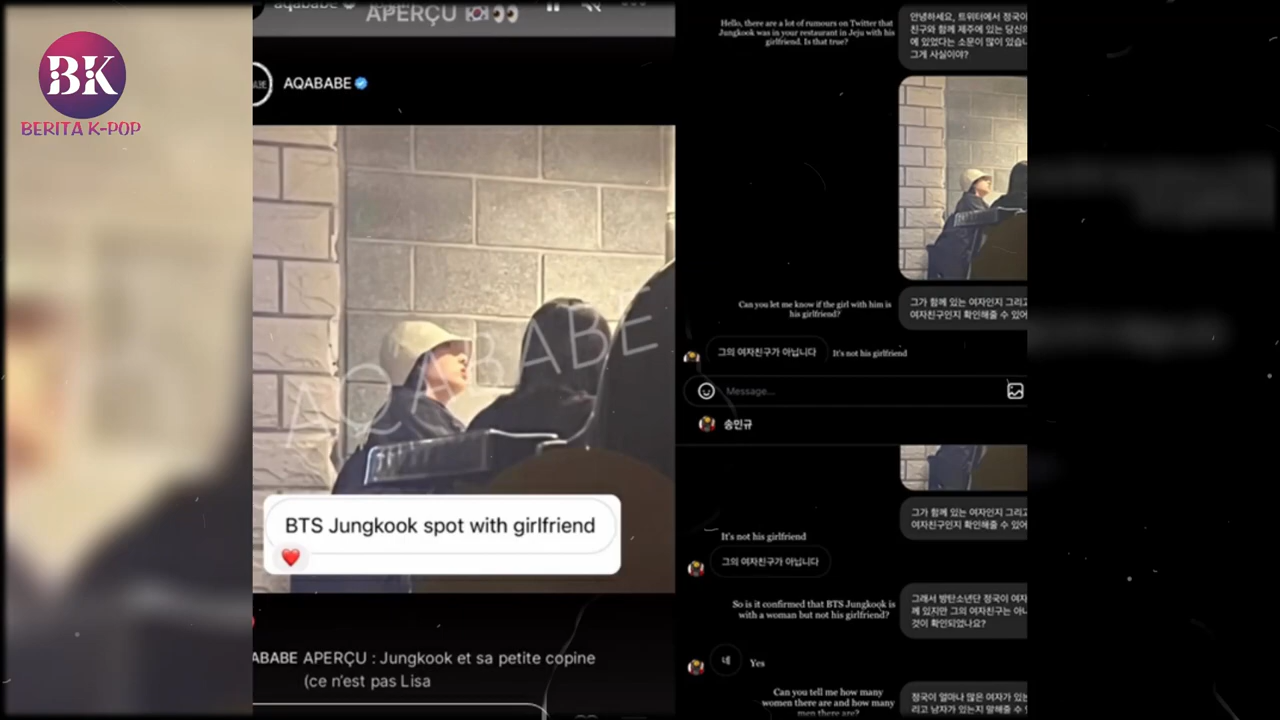 BK
BERITA K-POP
aqababe
APERÇU 🇰🇷👀
AQABABE
AQABABE
BTS Jungkook spot with girlfriend
❤️
ABABE APERÇU : Jungkook et sa petite copine
(ce n'est pas Lisa
Hello, there are a lot of rumours on Twitter that
Jungkook was in your restaurant in Jeju with his
girlfriend. Is that true?
안녕하세요, 트위터에서 정국이
친구와 함께 제주에 있는 당신의
에 있었다는 소문이 많이 있습니
그게 사실이야?
Can you let me know if the girl with him is
his girlfriend?
그가 함께 있는 여자인지 그리고
여자친구인지 확인해줄 수 있어
그의 여자친구가 아닙니다
It's not his girlfriend
Message...
송민규
그가 함께 있는 여자인지 그리고
여자친구인지 확인해줄 수 있어
It's not his girlfriend
그의 여자친구가 아닙니다
So is it confirmed that BTS Jungkook is
with a woman but not his girlfriend?
그래서 방탄소년단 정국이 여자
께 있지만 그의 여자친구는 아니
것이 확인되었나요?
네
Yes
Can you tell me how many
women there are and how many
men there are?
정국이 얼마나 많은 여자가 있는
리고 남자가 있는지 말해줄 수